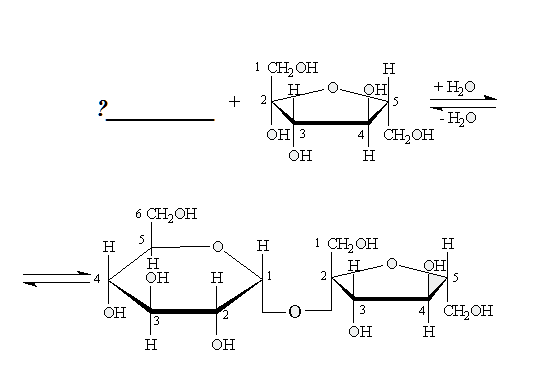 1 CH₂OH H
H O OH
? + 2 5 + H₂O
- H₂O
OH 3 4 CH₂OH
OH H
6 CH₂OH
H 5 O H 1 CH₂OH H
H
4 OH H 1 2 H O OH 5
OH 3 2 O 3 4 CH₂OH
H OH OH H